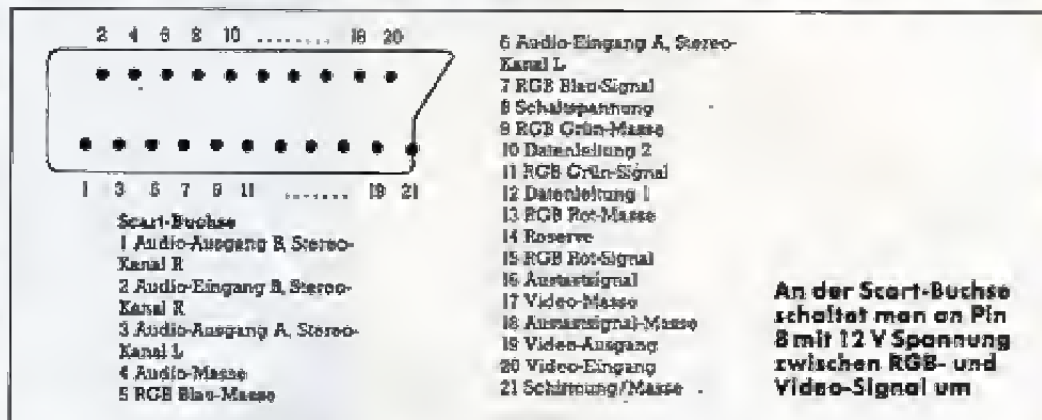 2 4 6 8 10 ......... 18 20
1 3 5 7 9 11 ....... 19 21
Scart-Buchse
1 Audio-Ausgang B, Stereo-
Kanal R
2 Audio-Eingang B, Stereo-
Kanal R
3 Audio-Ausgang A, Stereo-
Kanal L
4 Audio-Masse
5 RGB Blau-Masse
6 Audio-Eingang A, Stereo-
Kanal L
7 RGB Blau-Signal
8 Schaltspannung
9 RGB Grün-Masse
10 Datenleitung 2
11 RGB Grün-Signal
12 Datenleitung 1
13 RGB Rot-Masse
14 Reserve
15 RGB Rot-Signal
16 Austastsignal
17 Video-Masse
18 Austastsignal-Masse
19 Video-Ausgang
20 Video-Eingang
21 Schirmung/Masse
An der Scart-Buchse
schaltet man an Pin
8 mit 12 V Spannung
zwischen RGB- und
Video-Signal um